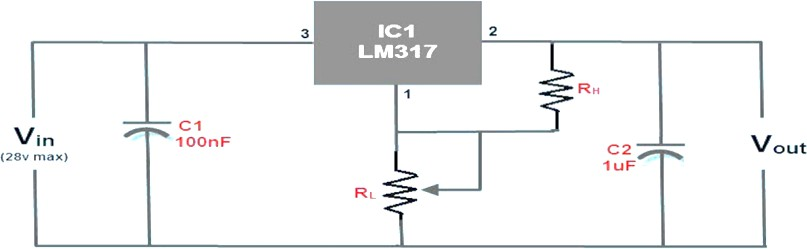 IC1
LM317
3
2
1
RH
C1
100nF
Vin
(28v max)
C2
1uF
Vout
RL